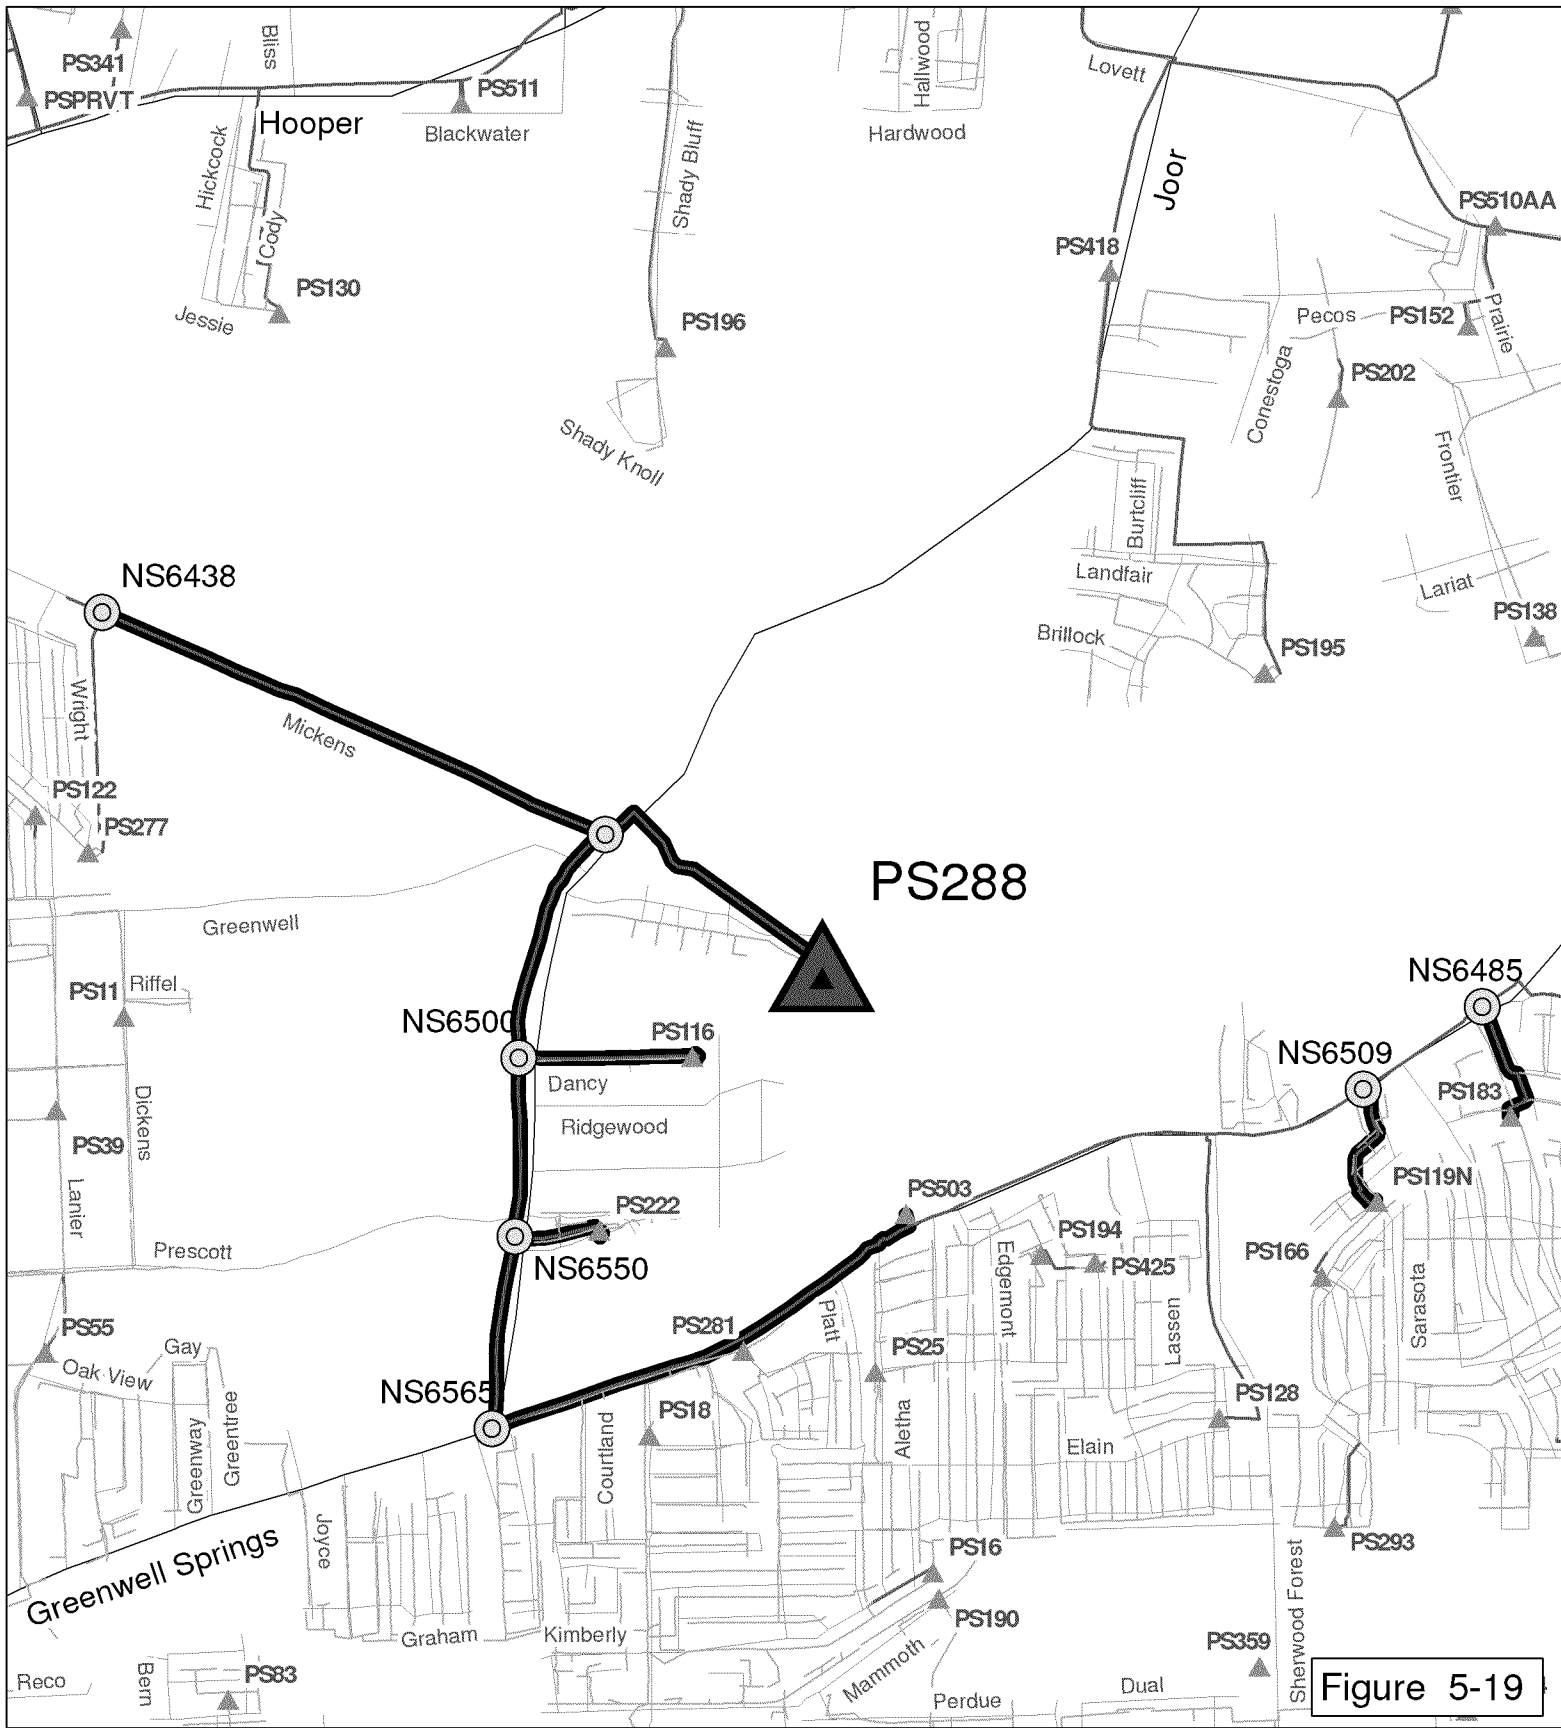 PS341
Bliss
PSPRVT
Hooper
PS511
Blackwater
Hickcock
Cody
PS130
Jessie
Shady Bluff
PS196
Shady Knoll
Hallwood
Hardwood
Lovett
Joor
PS418
PS510AA
Pecos
PS152
Prairie
Conestoga
PS202
Frontier
Burtcliff
Landfair
Lariat
PS138
Brillock
PS195
NS6438
Wright
Mickens
PS122
PS277
PS288
Greenwell
PS11
Riffel
NS6500
PS116
Dancy
Ridgewood
Dickens
PS39
Lanier
PS222
Prescott
NS6550
NS6485
NS6509
PS183
PS119N
PS503
PS194
PS425
Edgemont
PS166
Sarasota
Lassen
PS55
Gay
Oak View
PS281
Platt
PS25
NS6565
PS18
PS128
Greenway
Greentree
Courtland
Aletha
Elain
Joyce
Greenwell Springs
PS16
PS293
PS190
Graham
Kimberly
Mammoth
PS359
Sherwood Forest
Reco
Bern
PS83
Perdue
Dual
Figure 5-19